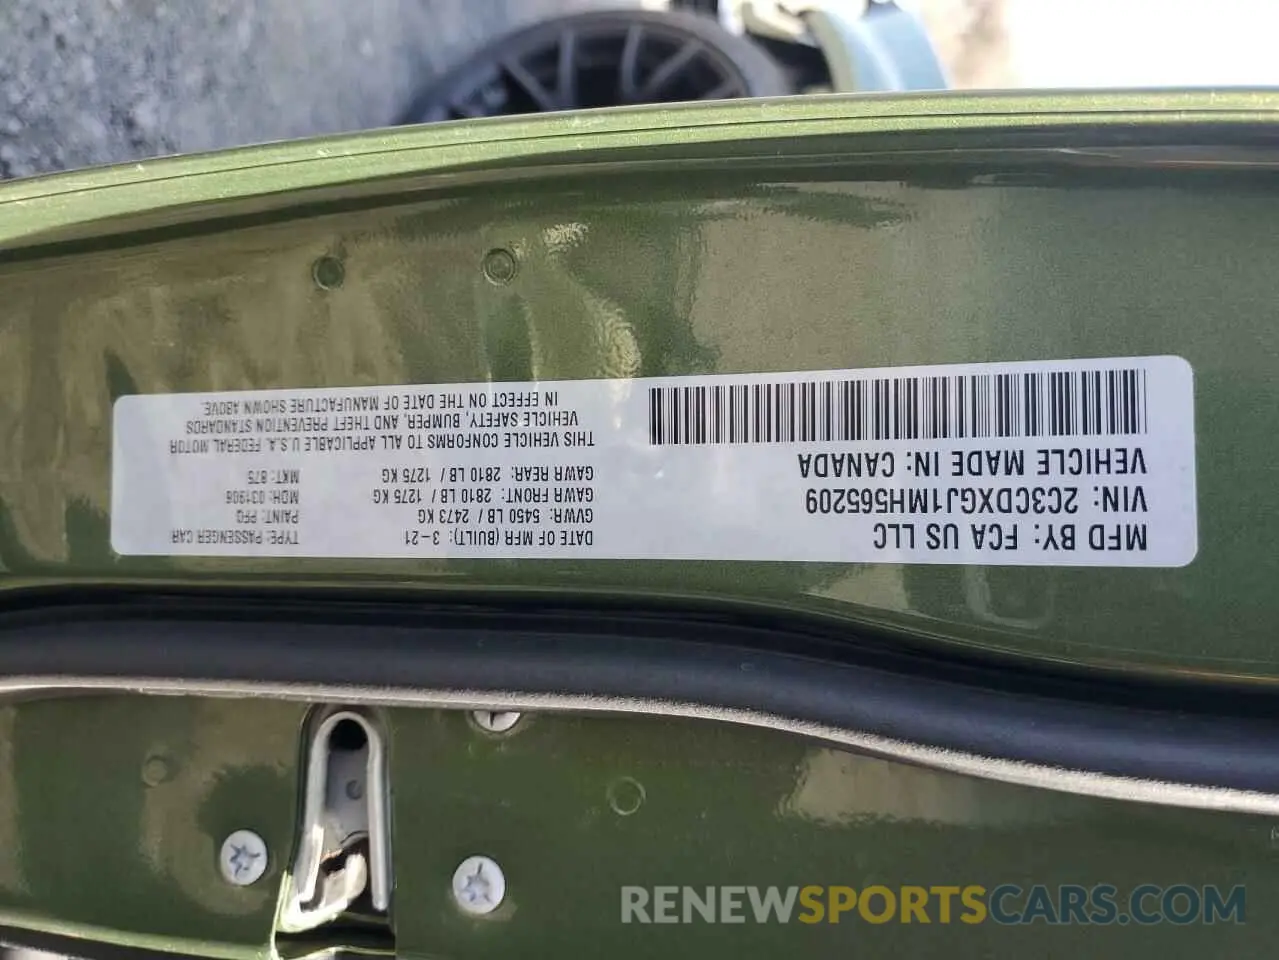 MFD BY: FCA US LLC
VIN: 2C3CDXGJ1MH565209
VEHICLE MADE IN: CANADA
DATE OF MFR (BUILT): 3-21
GVWR: 5450 LB / 2473 KG
GAWR FRONT: 2810 LB / 1275 KG
GAWR REAR: 2810 LB / 1275 KG
TYPE: PASSENGER CAR
PAINT: PFQ
MDH: 031906
MKT: 875
THIS VEHICLE CONFORMS TO ALL APPLICABLE U.S.A. FEDERAL MOTOR
VEHICLE SAFETY, BUMPER, AND THEFT PREVENTION STANDARDS
IN EFFECT ON THE DATE OF MANUFACTURE SHOWN ABOVE.
RENEWSPORTSCARS.COM